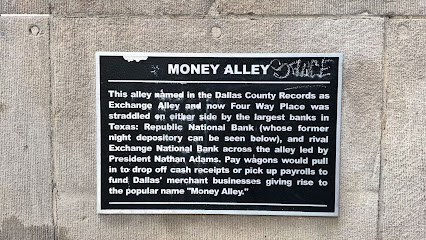 MONEY ALLEY
This alley named in the Dallas County Records as
Exchange Alley and now Four Way Place was
straddled on either side by the largest banks in
Texas: Republic National Bank (whose former
night depository can be seen below), and rival
Exchange National Bank across the alley led by
President Nathan Adams. Pay wagons would pull
in to drop off cash receipts or pick up payrolls to
fund Dallas' merchant businesses giving rise to
the popular name "Money Alley."